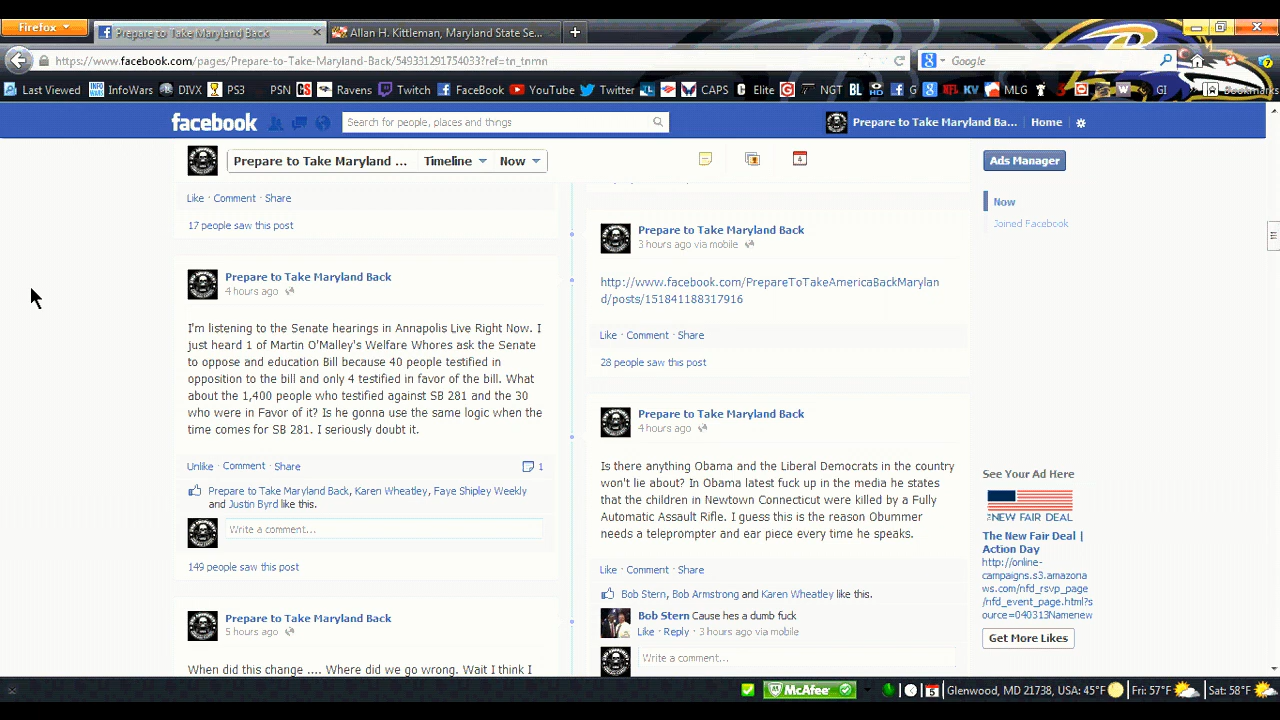 Firefox
Prepare to Take Maryland Back
Allan H. Kittleman, Maryland State Se...
https://www.facebook.com/pages/Prepare-to-Take-Maryland-Back/549331291754033?ref=tn_tnmn
Google
Last Viewed
InfoWars
DIVX
PS3
PSN
Ravens
Twitch
FaceBook
YouTube
Twitter
CAPS
Elite
NGT
BL
G
KV
MLG
GI
Bookmarks
facebook
Search for people, places and things
Prepare to Take Maryland Ba...
Home
Prepare to Take Maryland ...
Timeline
Now
Ads Manager
Now
Joined Facebook
Like · Comment · Share
17 people saw this post
Prepare to Take Maryland Back
4 hours ago
I'm listening to the Senate hearings in Annapolis Live Right Now. I
just heard 1 of Martin O'Malley's Welfare Whores ask the Senate
to oppose and education Bill because 40 people testified in
opposition to the bill and only 4 testified in favor of the bill. What
about the 1,400 people who testified against SB 281 and the 30
who were in Favor of it? Is he gonna use the same logic when the
time comes for SB 281. I seriously doubt it.
Unlike · Comment · Share
1
Prepare to Take Maryland Back, Karen Wheatley, Faye Shipley Weekly
and Justin Byrd like this.
Write a comment...
149 people saw this post
Prepare to Take Maryland Back
5 hours ago
When did this change .... Where did we go wrong. Wait I think I
Prepare to Take Maryland Back
3 hours ago via mobile
http://www.facebook.com/PrepareToTakeAmericaBackMarylan
d/posts/151841188317916
Like · Comment · Share
28 people saw this post
Prepare to Take Maryland Back
4 hours ago
Is there anything Obama and the Liberal Democrats in the country
won't lie about? In Obama latest fuck up in the media he states
that the children in Newtown Connecticut were killed by a Fully
Automatic Assault Rifle. I guess this is the reason Obummer
needs a teleprompter and ear piece every time he speaks.
Like · Comment · Share
Bob Stern, Bob Armstrong and Karen Wheatley like this.
Bob Stern Cause hes a dumb fuck
Like · Reply · 3 hours ago via mobile
Write a comment...
See Your Ad Here
NEW FAIR DEAL
The New Fair Deal |
Action Day
http://online-
campaigns.s3.amazona
ws.com/nfd_rsvp_page
/nfd_event_page.html?s
ource=040313Namenew
Get More Likes
McAfee
Glenwood, MD 21738, USA: 45°F
Fri: 57°F
Sat: 58°F